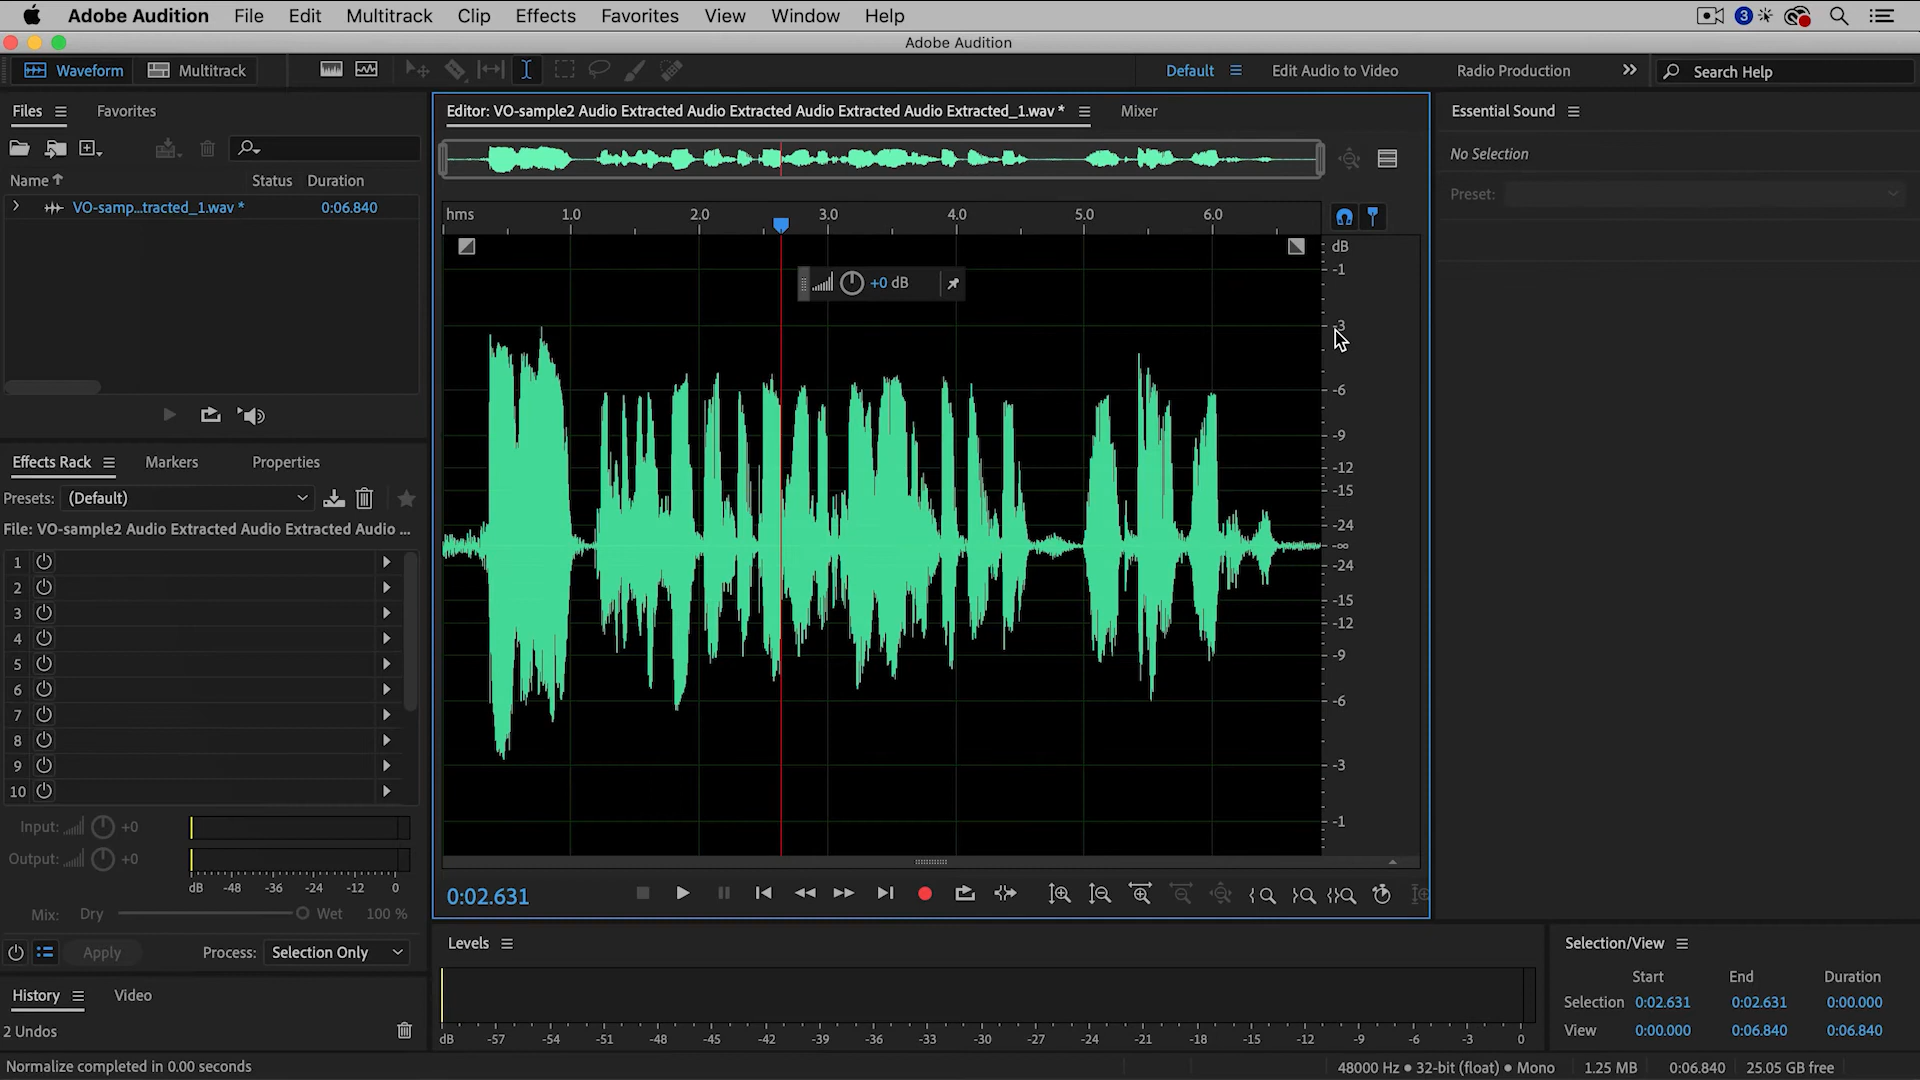 Adobe Audition File Edit Multitrack Clip Effects Favorites View Window Help 3
Adobe Audition
Waveform Multitrack Default Edit Audio to Video Radio Production Search Help
Files Favorites
Editor: VO-sample2 Audio Extracted Audio Extracted Audio Extracted Audio Extracted_1.wav * Mixer
Essential Sound
No Selection
Preset:
Name Status Duration
VO-samp...tracted_1.wav * 0:06.840
hms 1.0 2.0 3.0 4.0 5.0 6.0
dB
-1
-3
-6
-9
-12
-15
-24
-∞
-24
-15
-12
-9
-6
-3
-1
+0 dB
Effects Rack Markers Properties
Presets: (Default)
File: VO-sample2 Audio Extracted Audio Extracted Audio ...
1
2
3
4
5
6
7
8
9
10
Input: +0
Output: +0
dB -48 -36 -24 -12 0
Mix: Dry Wet 100 %
Apply Process: Selection Only
0:02.631
History Video
2 Undos
Levels
dB -57 -54 -51 -48 -45 -42 -39 -36 -33 -30 -27 -24 -21 -18 -15 -12 -9 -6 -3 0
Selection/View
Start End Duration
Selection 0:02.631 0:02.631 0:00.000
View 0:00.000 0:06.840 0:06.840
Normalize completed in 0.00 seconds
48000 Hz ● 32-bit (float) ● Mono 1.25 MB 0:06.840 25.05 GB free